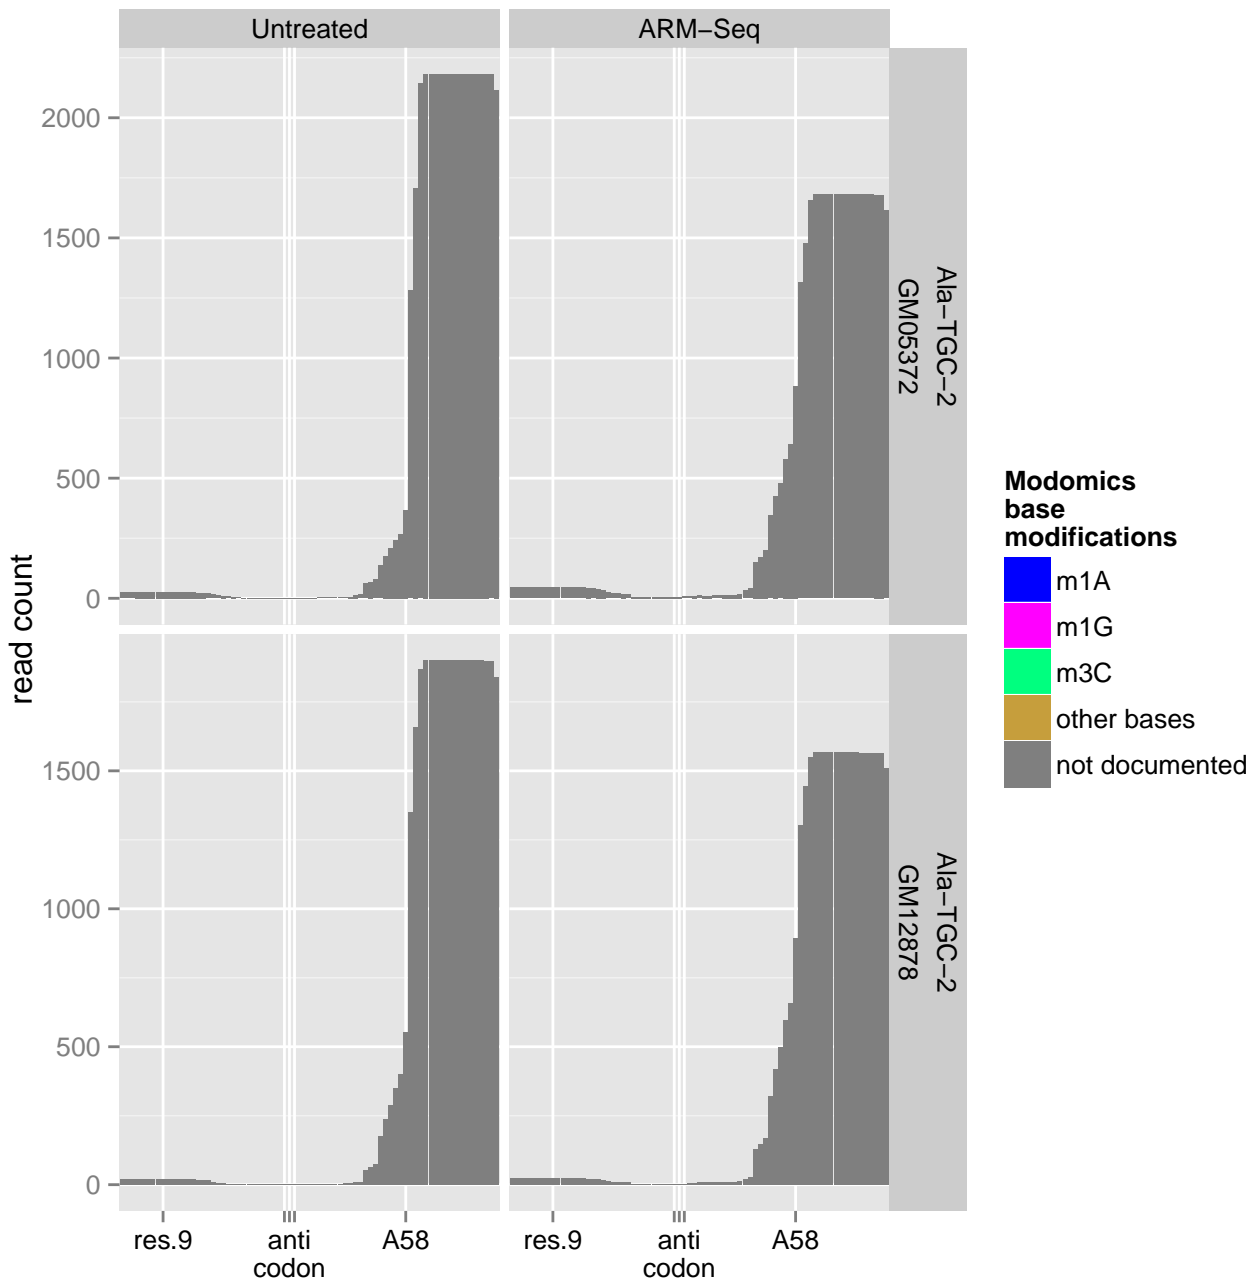 Untreated
ARM−Seq
2000
1500
1000
500
0
Ala−TGC−2
GM05372
1500
1000
500
0
Ala−TGC−2
GM12878
read count
res.9
anti
codon
A58
res.9
anti
codon
A58
Modomics
base
modifications
m1A
m1G
m3C
other bases
not documented